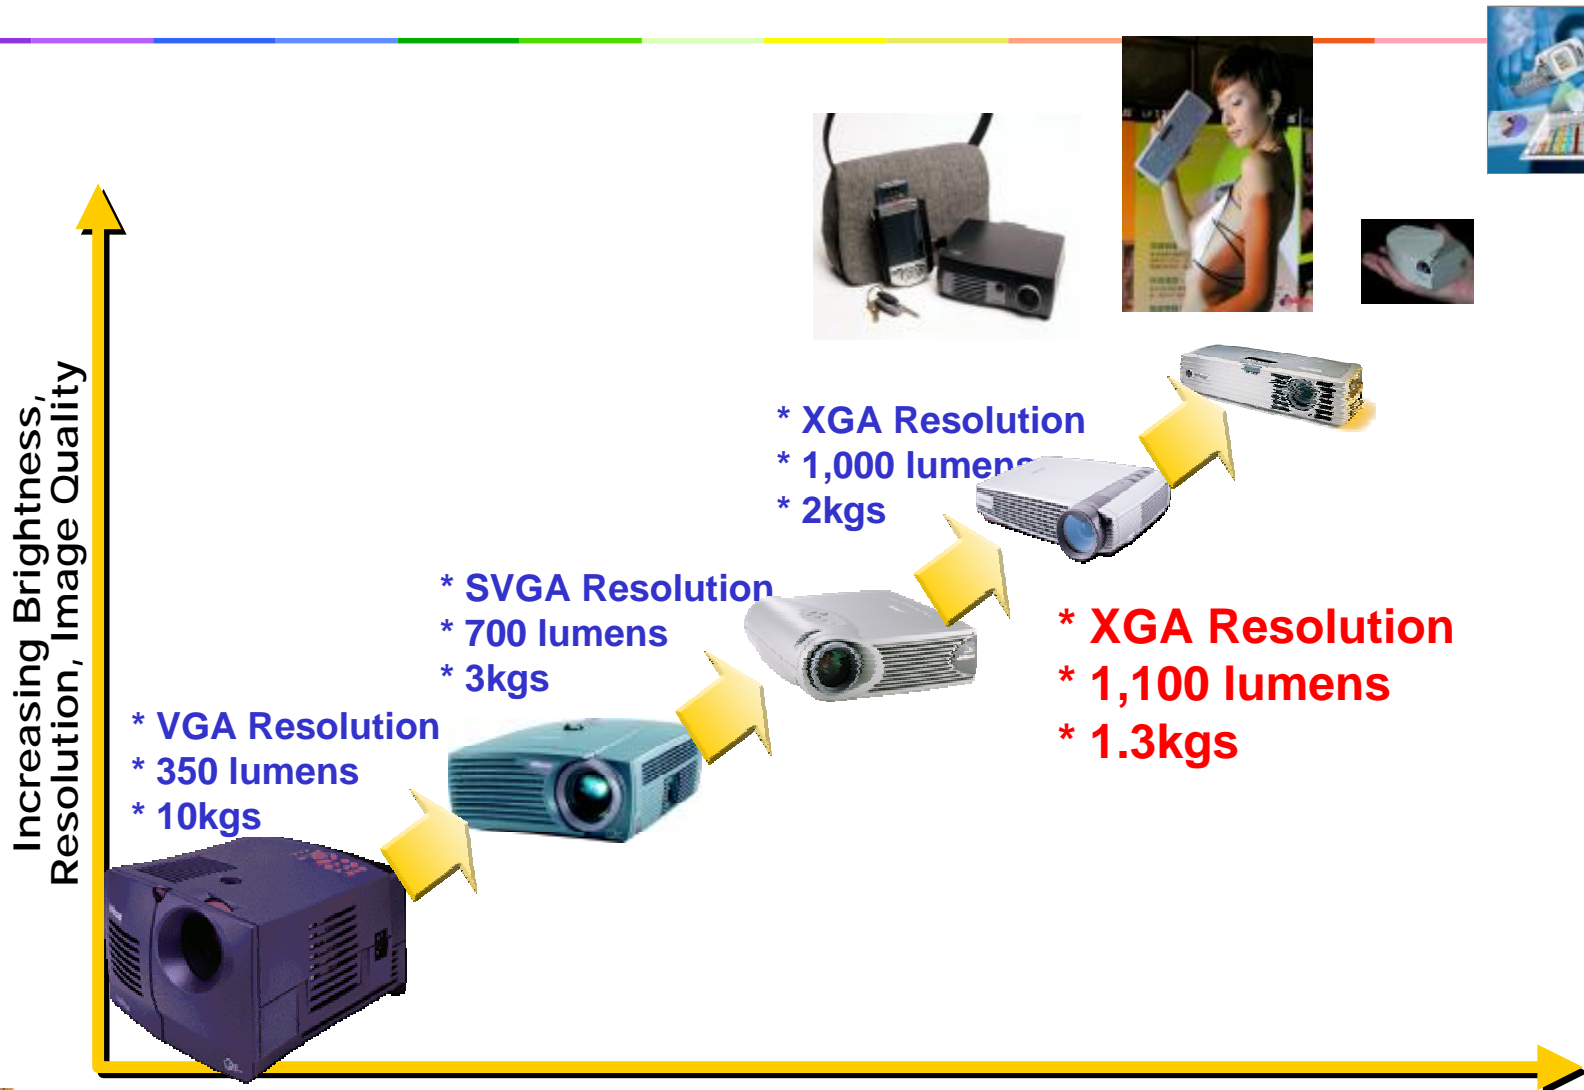 Increasing Brightness,
Resolution, Image Quality
* VGA Resolution
* 350 lumens
* 10kgs
* SVGA Resolution
* 700 lumens
* 3kgs
* XGA Resolution
* 1,000 lumens
* 2kgs
* XGA Resolution
* 1,100 lumens
* 1.3kgs